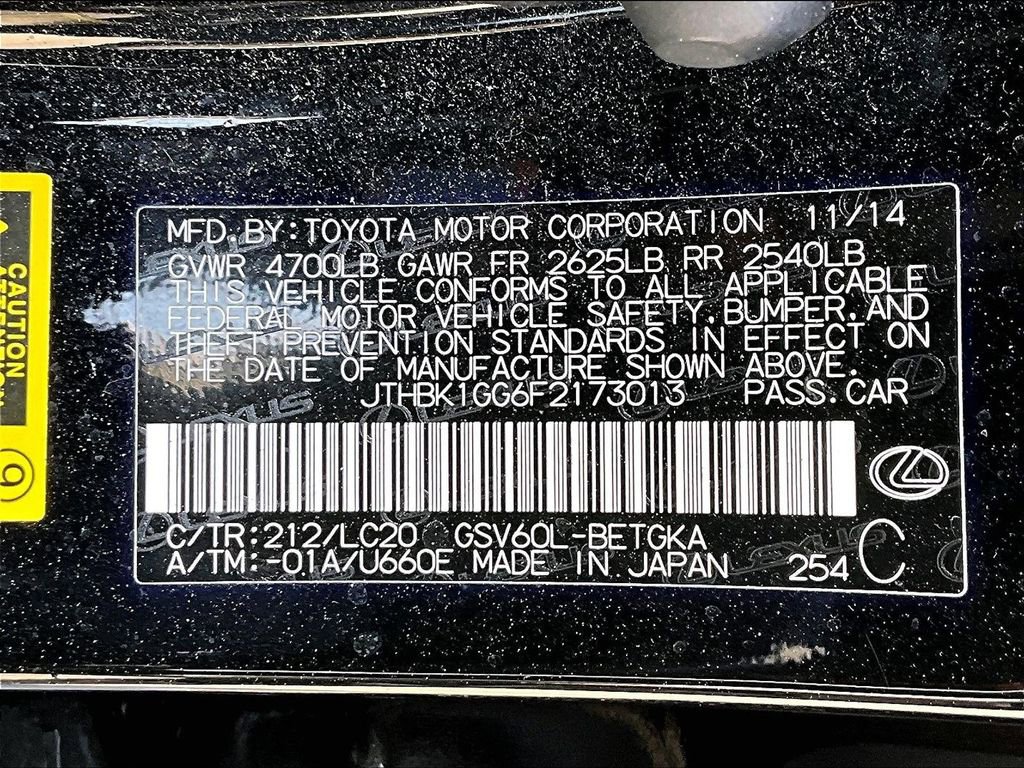 MFD. BY: TOYOTA MOTOR CORPORATION 11/14
GVWR 4700LB GAWR FR 2625LB RR 2540LB
THIS VEHICLE CONFORMS TO ALL APPLICABLE
FEDERAL MOTOR VEHICLE SAFETY, BUMPER, AND
THEFT PREVENTION STANDARDS IN EFFECT ON
THE DATE OF MANUFACTURE SHOWN ABOVE.
JTHBK1GG6F2173013 PASS.CAR
C/TR:212/LC20 GSV60L-BETGKA
A/TM:-01A/U660E MADE IN JAPAN 254 C
CAUTION
9
LEXUS